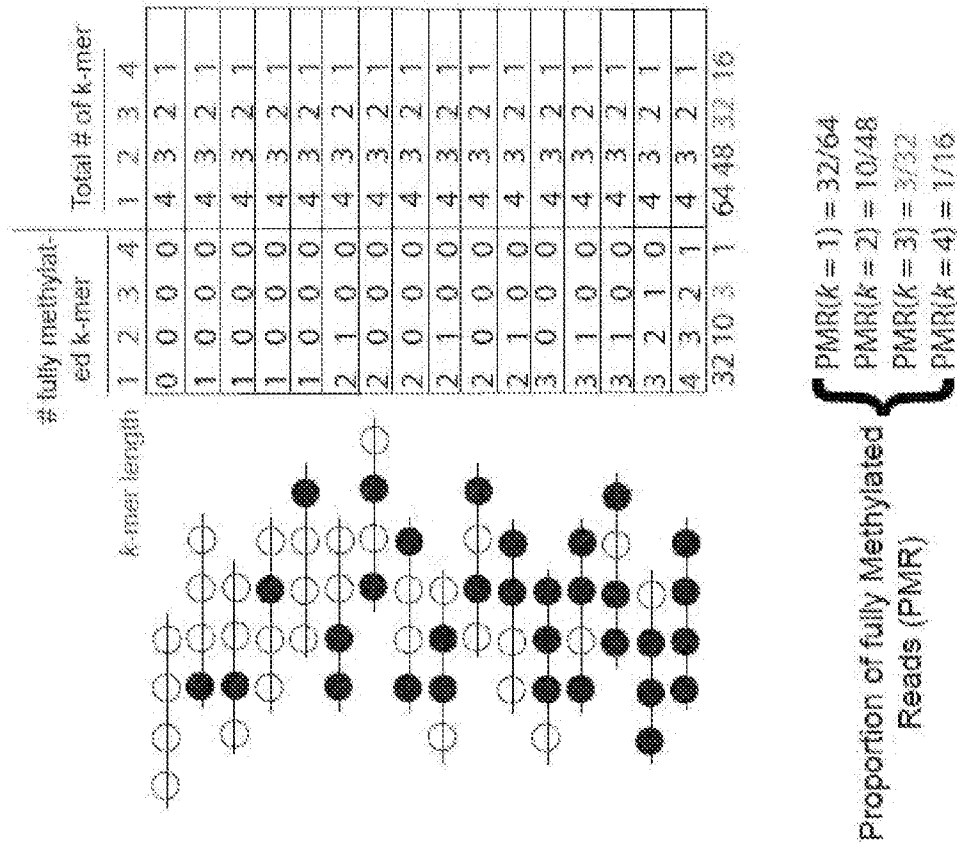 # fully methylat-
ed k-mer
Total # of k-mer
k-mer length
1 2 3 4 1 2 3 4
0 0 0 0 4 3 2 1
1 0 0 0 4 3 2 1
1 0 0 0 4 3 2 1
1 0 0 0 4 3 2 1
1 0 0 0 4 3 2 1
2 1 0 0 4 3 2 1
2 0 0 0 4 3 2 1
2 0 0 0 4 3 2 1
2 1 0 0 4 3 2 1
2 0 0 0 4 3 2 1
2 1 0 0 4 3 2 1
3 0 0 0 4 3 2 1
3 1 0 0 4 3 2 1
3 1 0 0 4 3 2 1
3 2 1 0 4 3 2 1
4 3 2 1 4 3 2 1
32 10 3 1 64 48 32 16
Proportion of fully Methylated
Reads (PMR)
PMR(k = 1) = 32/64
PMR(k = 2) = 10/48
PMR(k = 3) = 3/32
PMR(k = 4) = 1/16